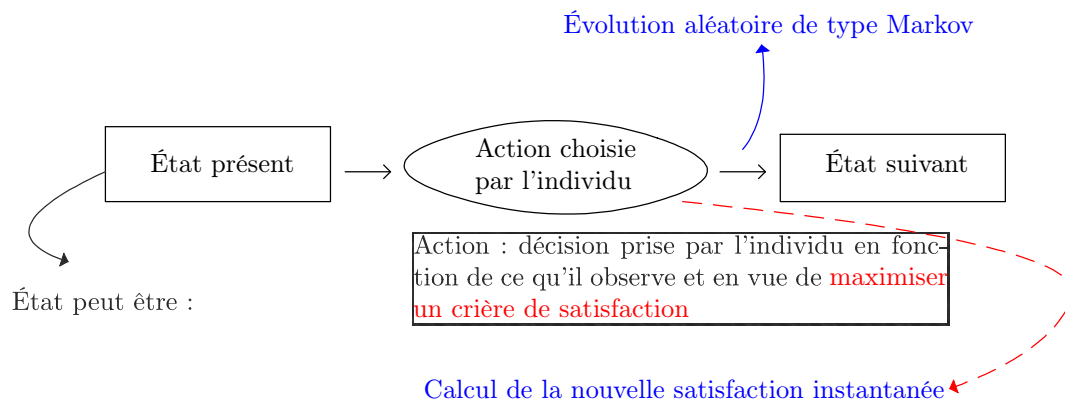 Évolution aléatoire de type Markov
État présent
Action choisie
par l'individu
État suivant
Action : décision prise par l'individu en fonc-
tion de ce qu'il observe et en vue de maximiser
un crière de satisfaction
État peut être :
Calcul de la nouvelle satisfaction instantanée